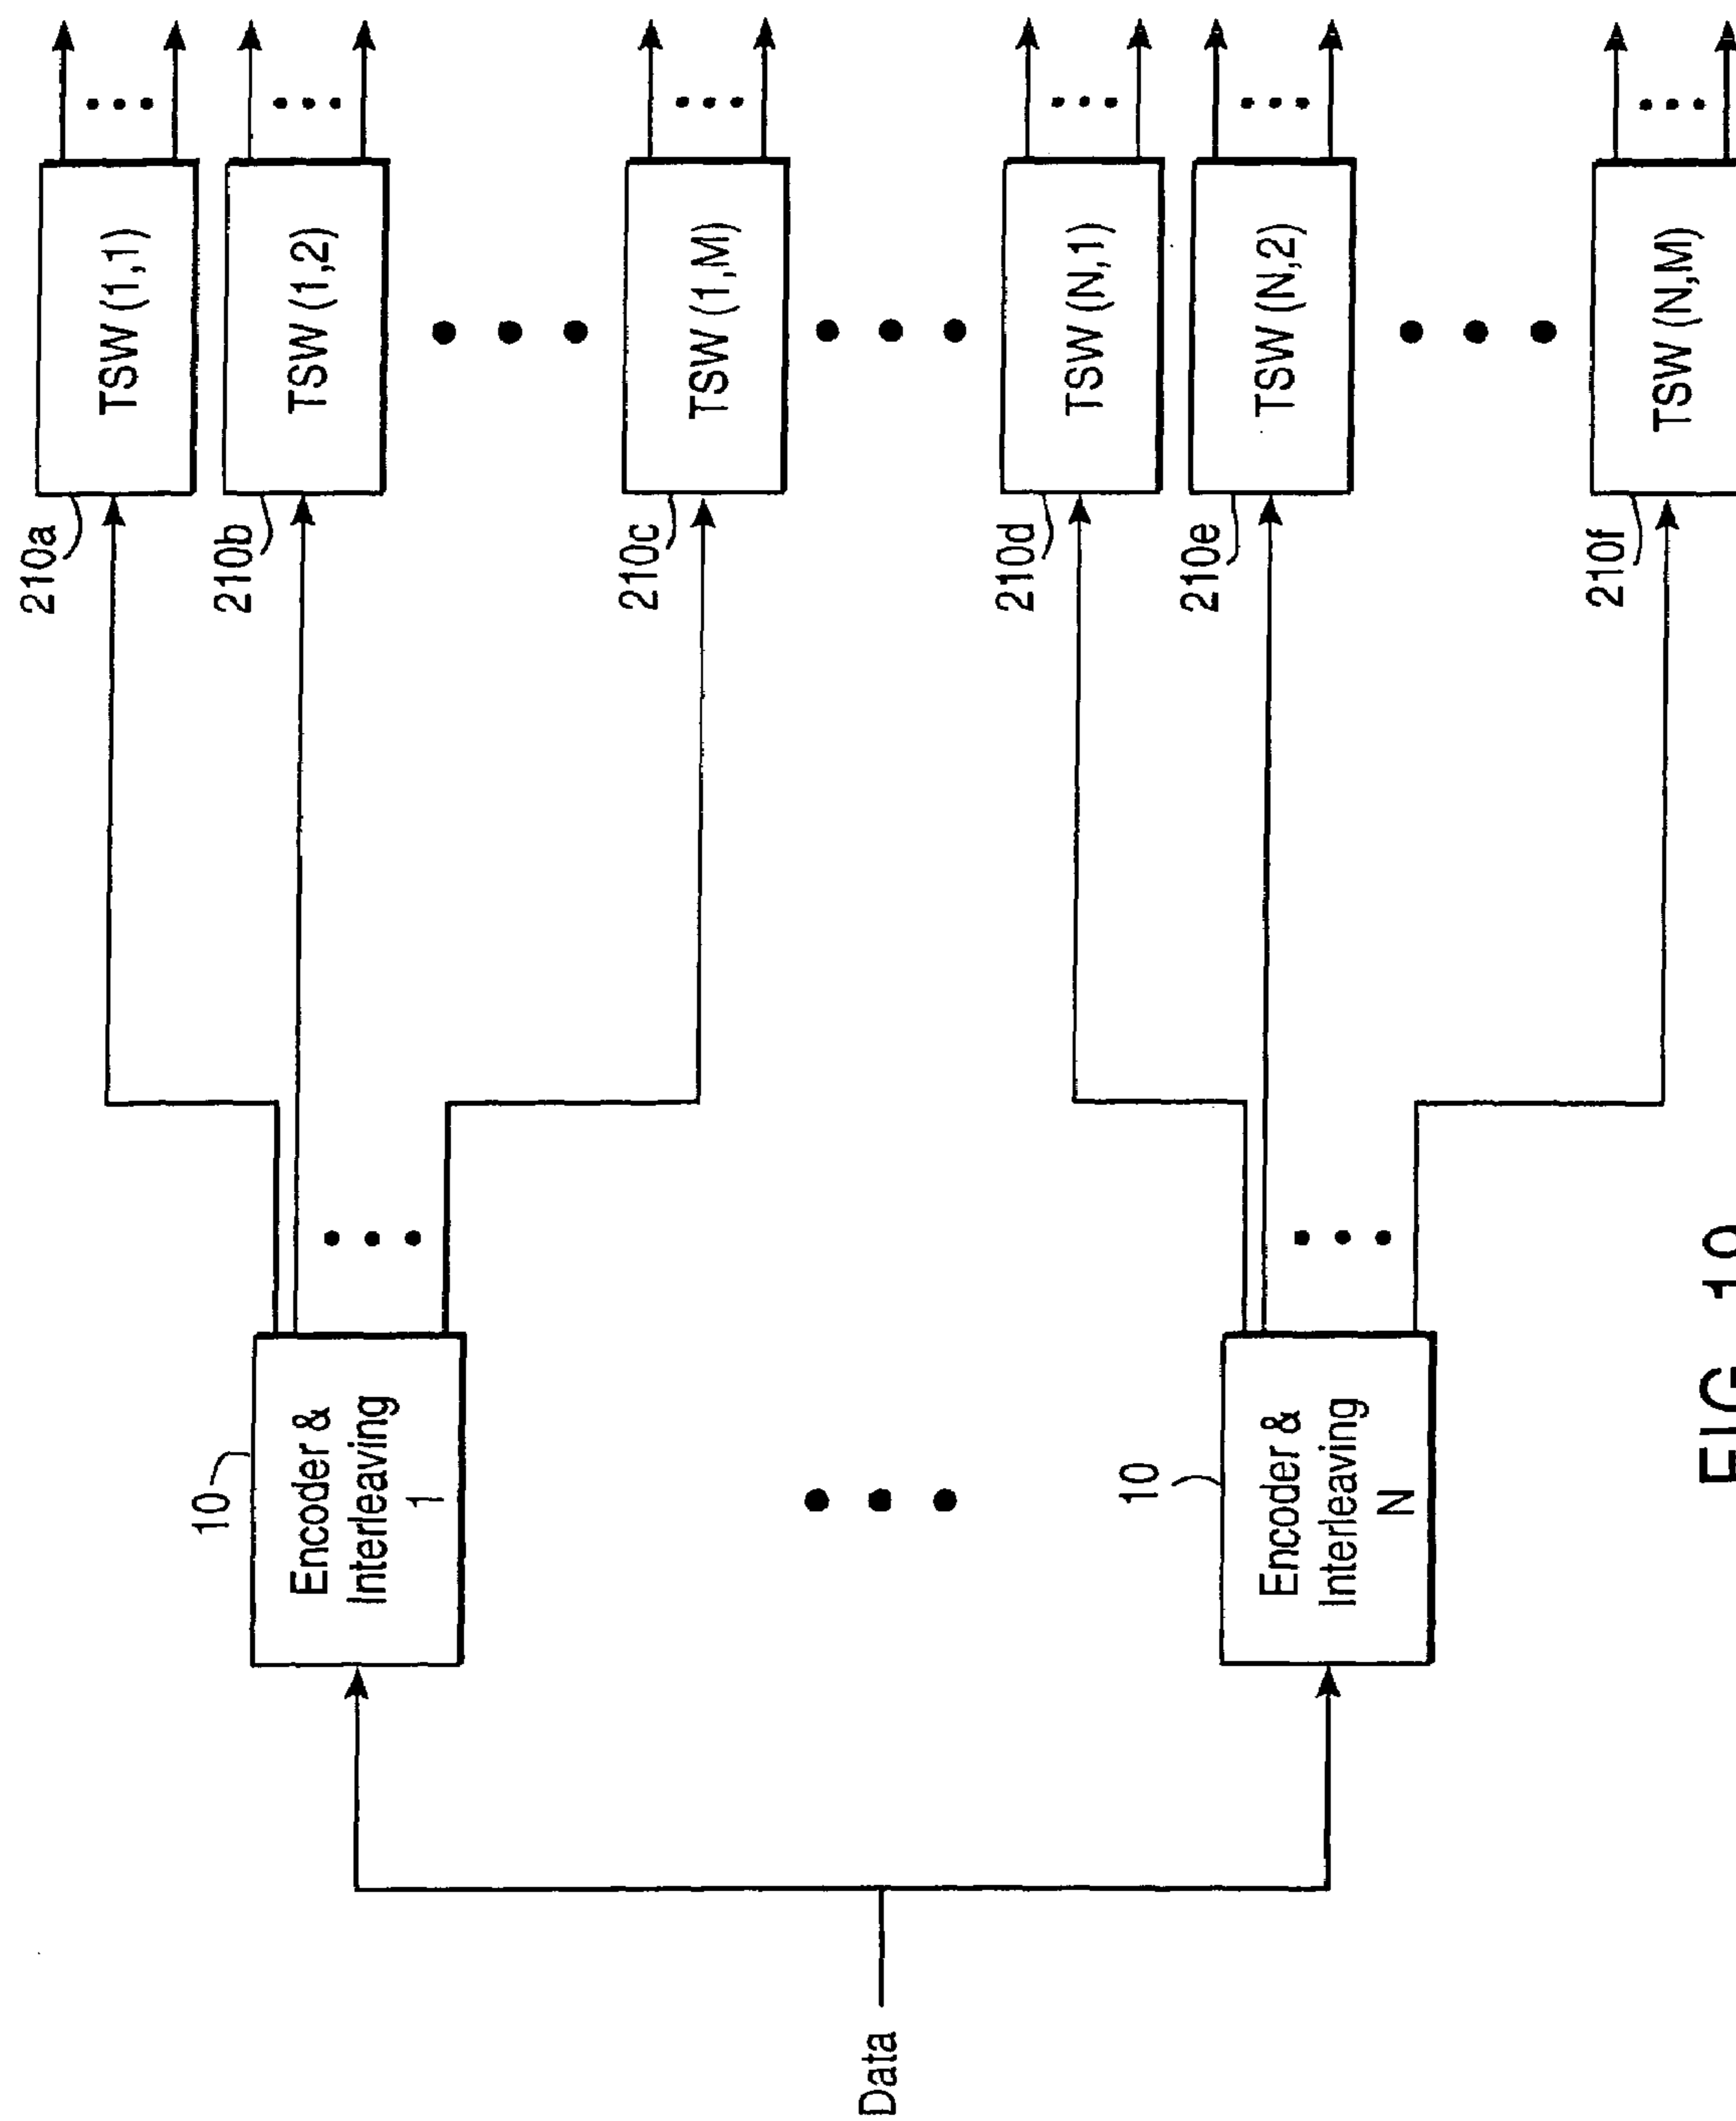 210a
TSW (1,1)
10
Encoder &
Interleaving
1
210b
TSW (1,2)
210c
TSW (1,M)
Data
210d
TSW (N,1)
10
Encoder &
Interleaving
N
210e
TSW (N,2)
210f
TSW (N,M)
FIG